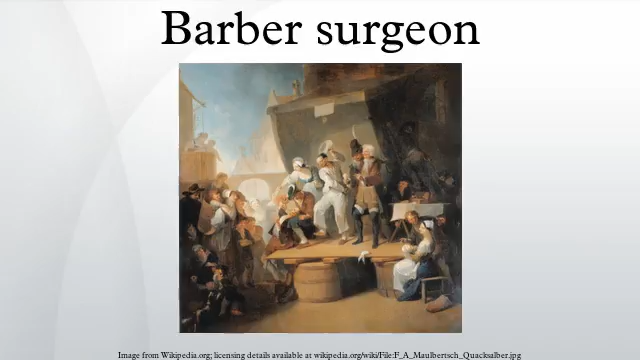 Barber surgeon
Image from Wikipedia.org; licensing details available at wikipedia.org/wiki/File:F_A_Maulbertsch_Quacksalber.jpg